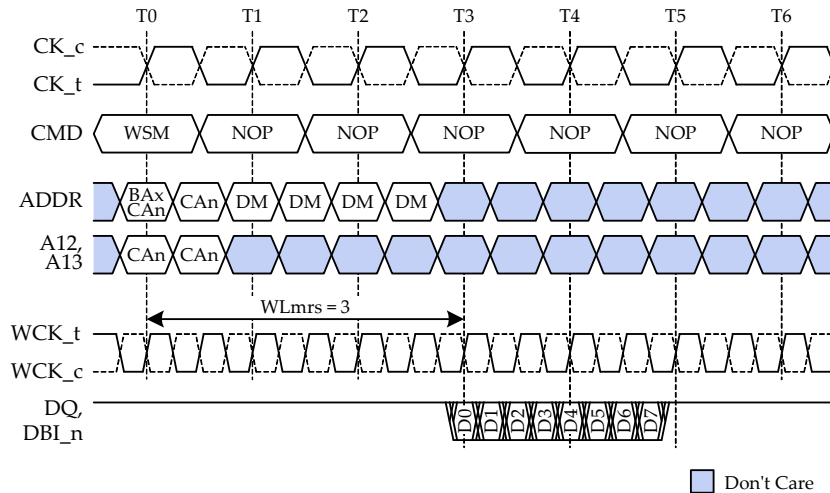 T0 T1 T2 T3 T4 T5 T6
CK_c
CK_t
CMD WSM NOP NOP NOP NOP NOP NOP
ADDR BAx CAn CAn DM DM DM DM
A12, A13 CAn CAn
WLmrs = 3
WCK_t
WCK_c
DQ, DBI_n D0 D1 D2 D3 D4 D5 D6 D7
Don't Care